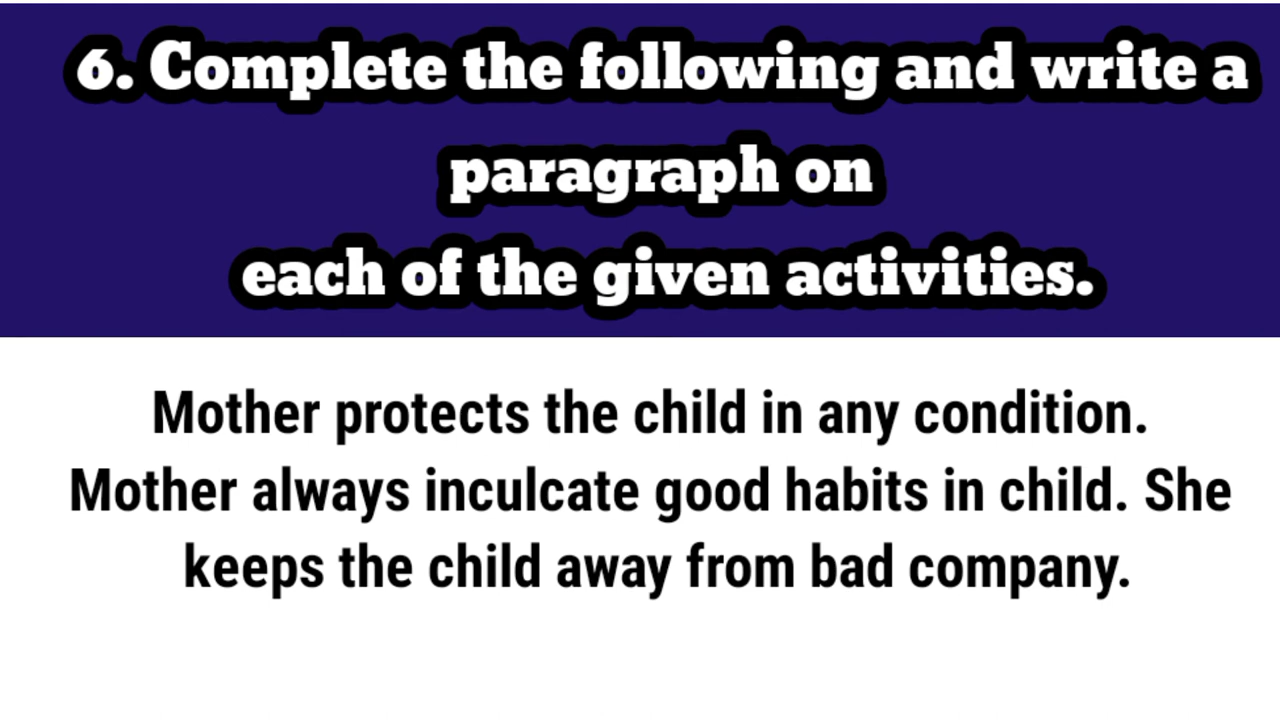 6. Complete the following and write a
paragraph on
each of the given activities.
Mother protects the child in any condition.
Mother always inculcate good habits in child. She
keeps the child away from bad company.